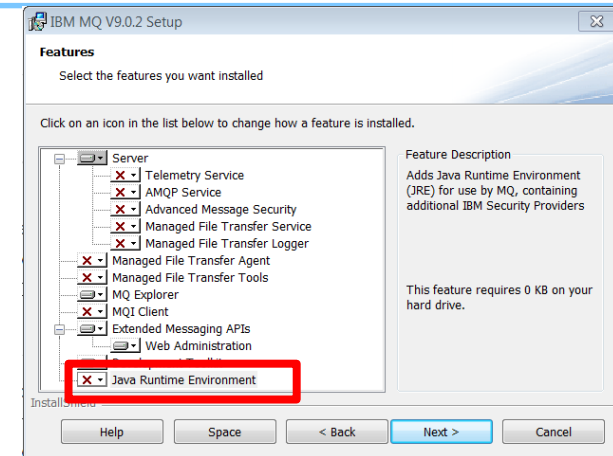 IBM MQ V9.0.2 Setup
Features
Select the features you want installed
Click on an icon in the list below to change how a feature is installed.
Server
Telemetry Service
AMQP Service
Advanced Message Security
Managed File Transfer Service
Managed File Transfer Logger
Managed File Transfer Agent
Managed File Transfer Tools
MQ Explorer
MQI Client
Extended Messaging APIs
Web Administration
Java Runtime Environment
Feature Description
Adds Java Runtime Environment
(JRE) for use by MQ, containing
additional IBM Security Providers
This feature requires 0 KB on your
hard drive.
InstallShield
Help
Space
< Back
Next >
Cancel